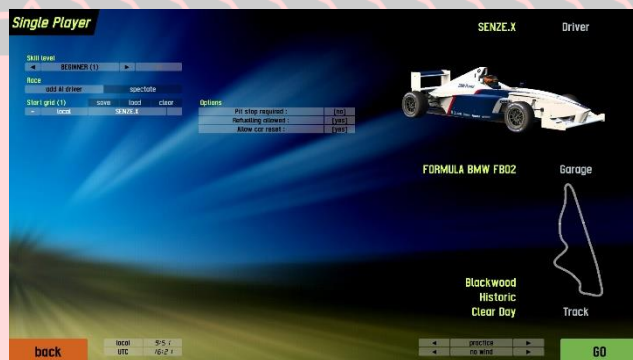 Single Player
SENZE.X
Driver
Skill level
BEGINNER (1)
Race
add AI driver
spectate
Start grid (1)
save
load
clear
-
local
SENZE.X
Options
Pit stop required :
[no]
Refuelling allowed :
[yes]
Allow car reset :
[yes]
FORMULA BMW FB02
Garage
Blackwood
Historic
Clear Day
Track
back
local
UTC
practice
no wind
GO